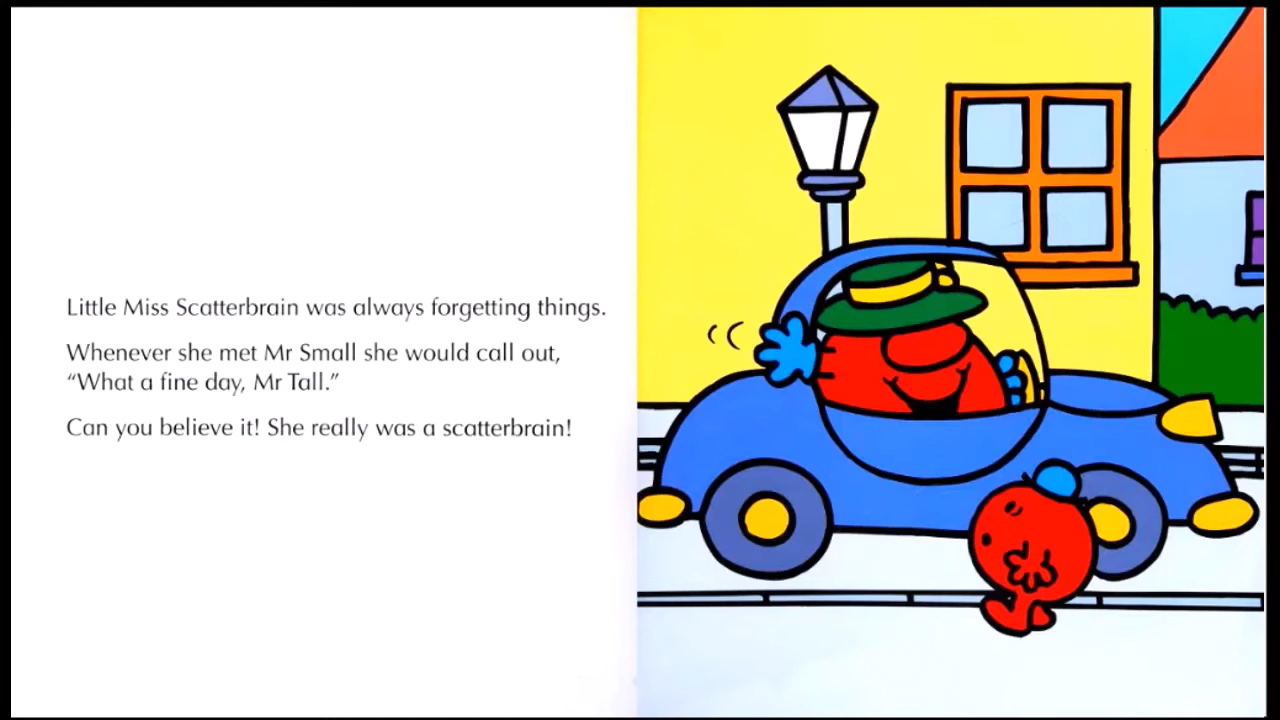 Little Miss Scatterbrain was always forgetting things.
Whenever she met Mr Small she would call out,
“What a fine day, Mr Tall.”
Can you believe it! She really was a scatterbrain!